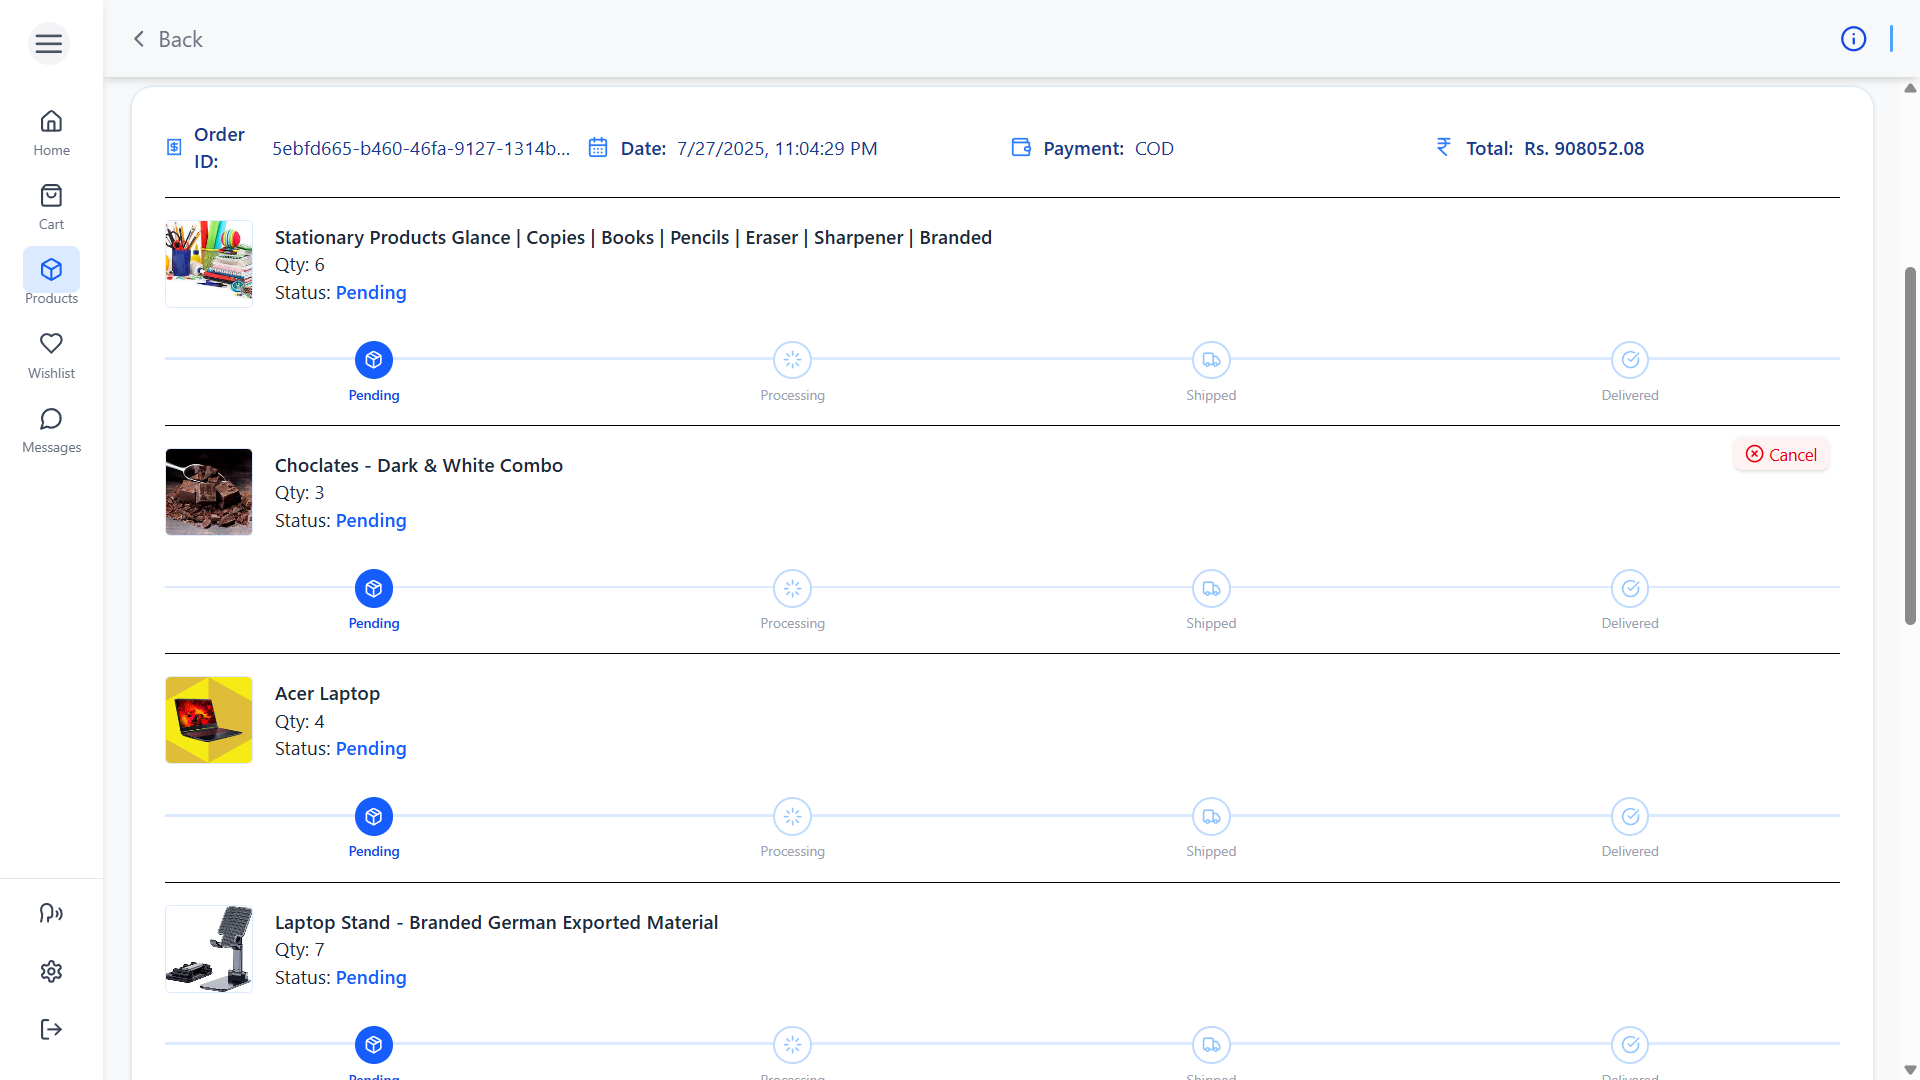 Back
Home
Cart
Products
Wishlist
Messages
Order ID: 5ebfd665-b460-46fa-9127-1314b... Date: 7/27/2025, 11:04:29 PM Payment: COD Total: Rs. 908052.08
Stationary Products Glance | Copies | Books | Pencils | Eraser | Sharpener | Branded
Qty: 6
Status: Pending
Pending Processing Shipped Delivered
Choclates - Dark & White Combo
Cancel
Qty: 3
Status: Pending
Pending Processing Shipped Delivered
Acer Laptop
Qty: 4
Status: Pending
Pending Processing Shipped Delivered
Laptop Stand - Branded German Exported Material
Qty: 7
Status: Pending
Pending Processing Shipped Delivered